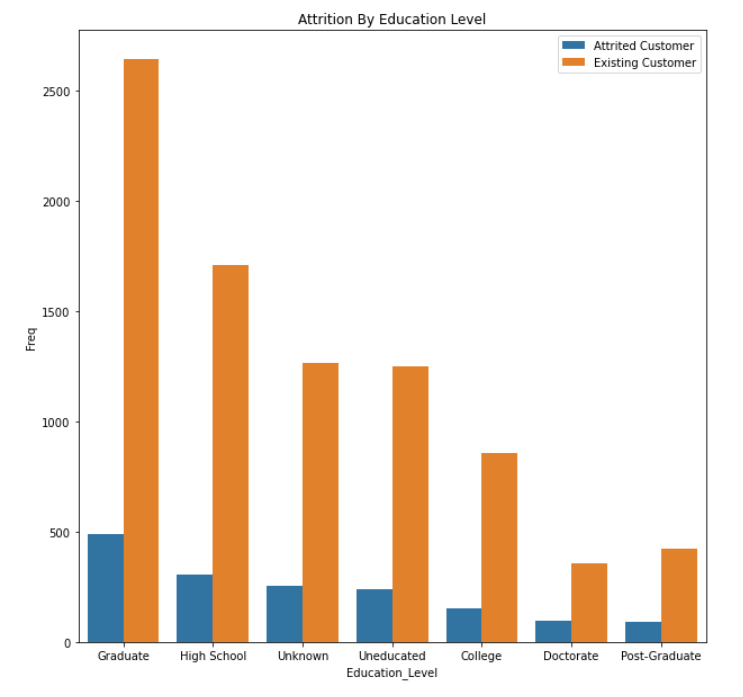 Attrition By Education Level
Attrited Customer
Existing Customer
2500
2000
1500
1000
500
0
Freq
Graduate High School Unknown Uneducated College Doctorate Post-Graduate
Education_Level